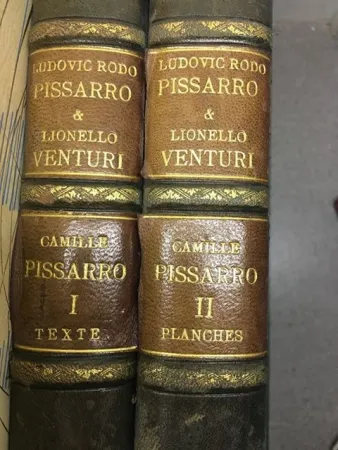 LUDOVIC RODO
PISSARRO
&
LIONELLO
VENTURI
CAMILLE
PISSARRO
I
TEXTE
LUDOVIC RODO
PISSARRO
&
LIONELLO
VENTURI
CAMILLE
PISSARRO
II
PLANCHES